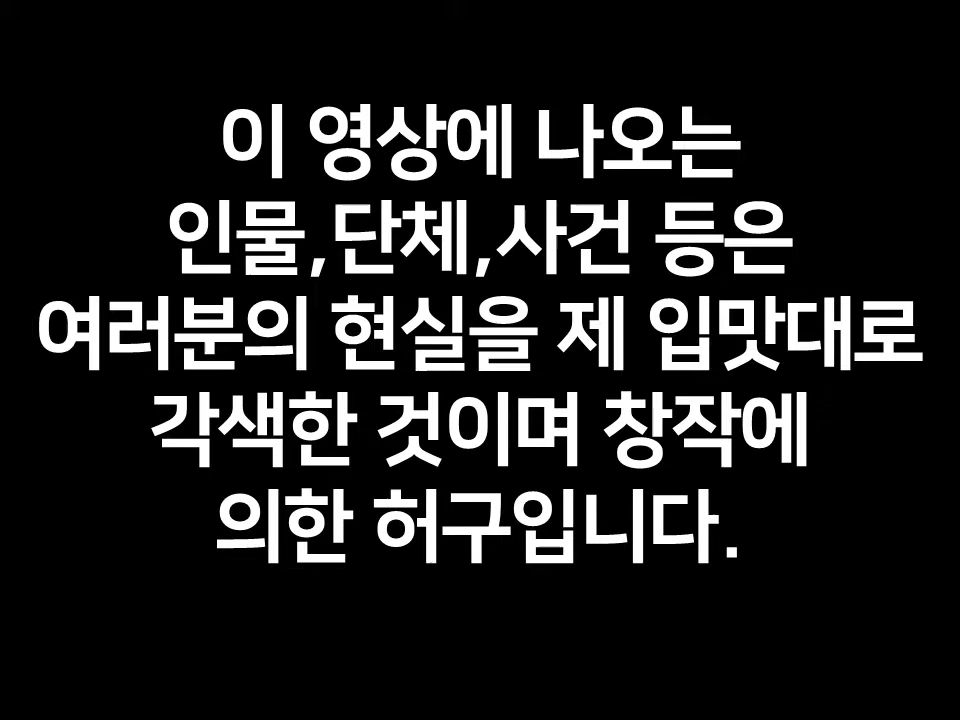 이 영상에 나오는
인물,단체,사건 등은
여러분의 현실을 제 입맛대로
각색한 것이며 창작에
의한 허구입니다.